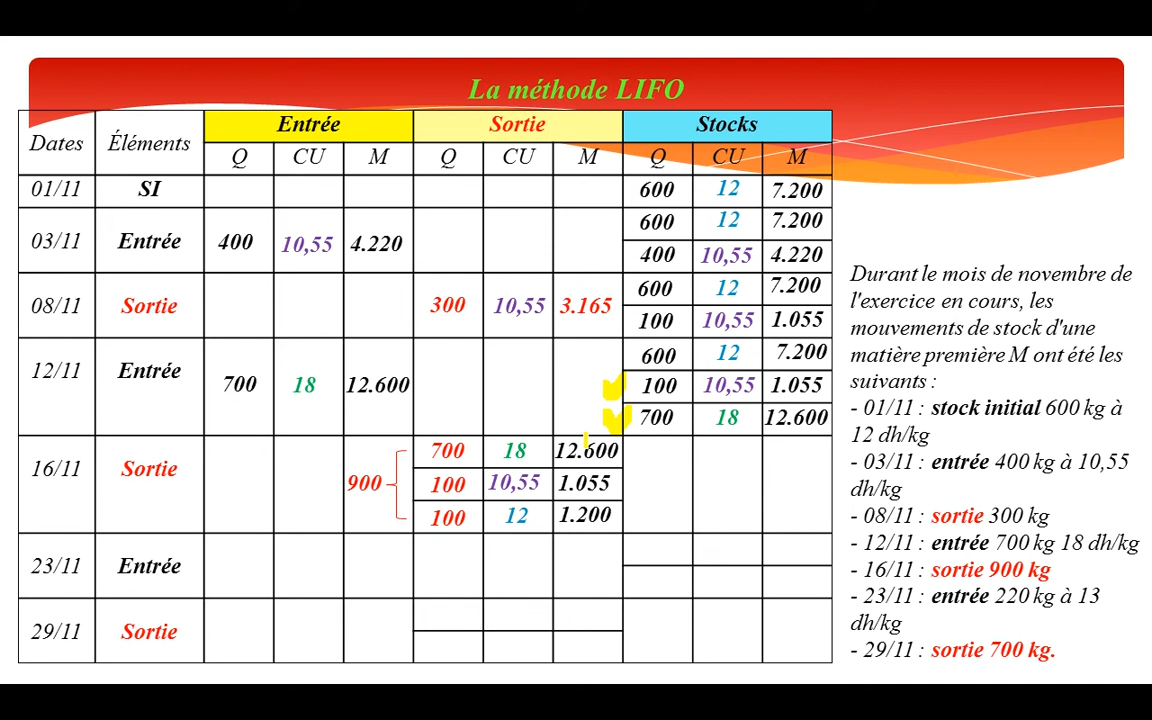 La méthode LIFO
Dates Éléments Entrée Sortie Stocks
Q CU M Q CU M Q CU M
01/11 SI 600 12 7.200
03/11 Entrée 400 10,55 4.220 600 12 7.200
400 10,55 4.220
08/11 Sortie 300 10,55 3.165 600 12 7.200
100 10,55 1.055
12/11 Entrée 700 18 12.600 600 12 7.200
100 10,55 1.055
700 18 12.600
16/11 Sortie 900 700 18 12.600
100 10,55 1.055
100 12 1.200
23/11 Entrée
29/11 Sortie
Durant le mois de novembre de
l'exercice en cours, les
mouvements de stock d'une
matière première M ont été les
suivants :
- 01/11 : stock initial 600 kg à
12 dh/kg
- 03/11 : entrée 400 kg à 10,55
dh/kg
- 08/11 : sortie 300 kg
- 12/11 : entrée 700 kg 18 dh/kg
- 16/11 : sortie 900 kg
- 23/11 : entrée 220 kg à 13
dh/kg
- 29/11 : sortie 700 kg.